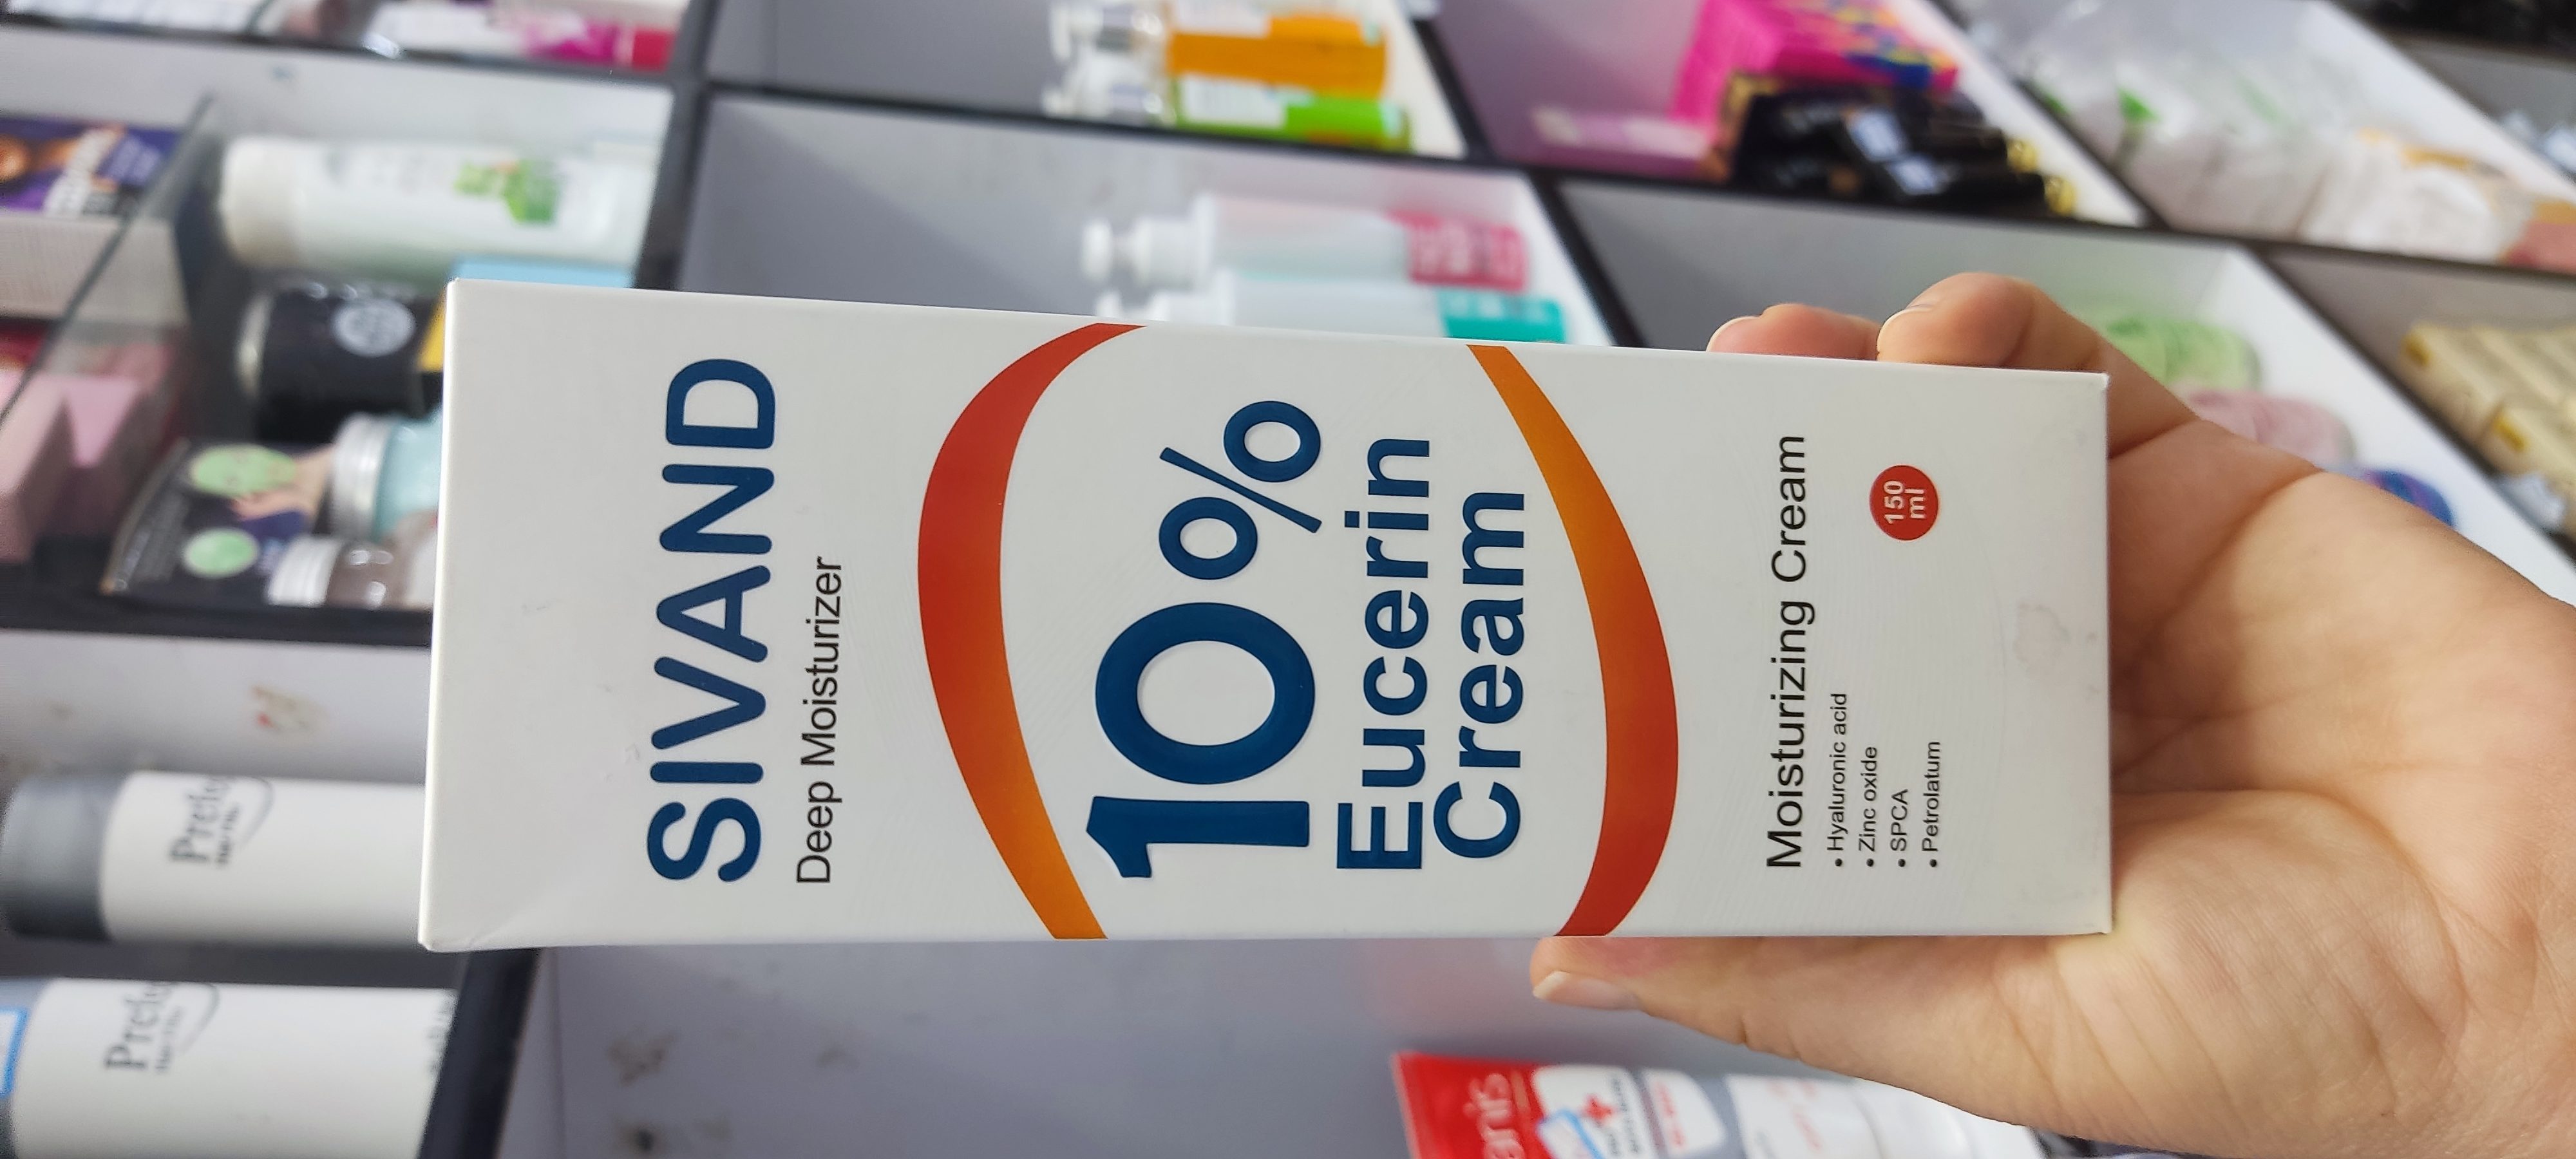 SIVAND
Deep Moisturizer
10%
Eucerin
Cream
Moisturizing Cream
• Hyaluronic acid
• Zinc oxide
• SPCA
• Petrolatum
150
ml